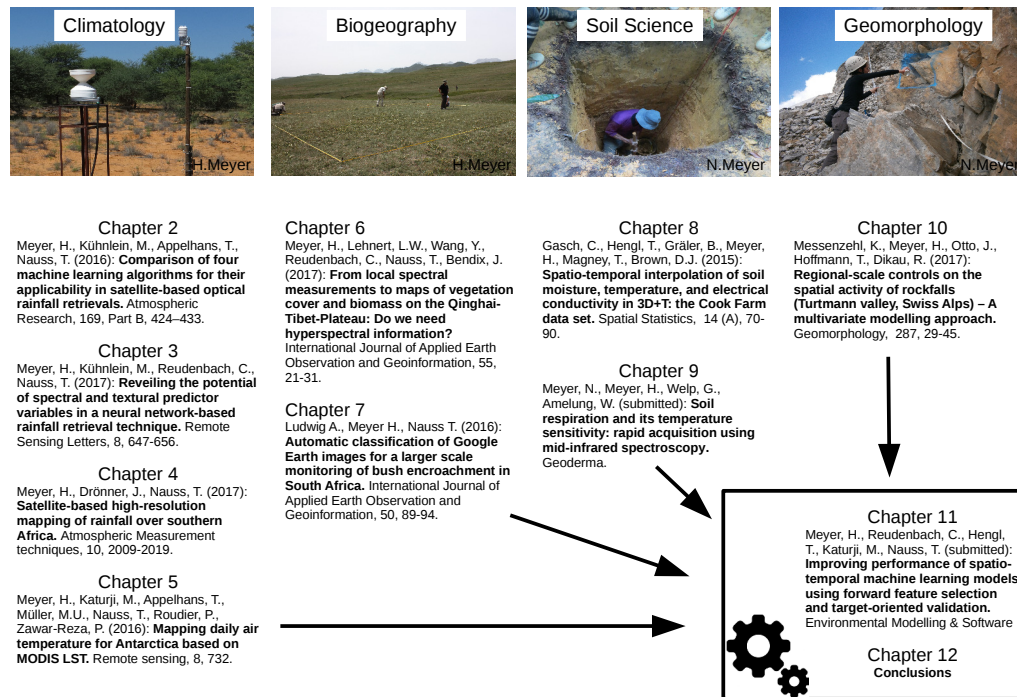 Climatology
H.Meyer
Biogeography
H.Meyer
Soil Science
N.Meyer
Geomorphology
N.Meyer
Chapter 2
Meyer, H., Kühnlein, M., Appelhans, T.,
Nauss, T. (2016): Comparison of four
machine learning algorithms for their
applicability in satellite-based optical
rainfall retrievals. Atmospheric
Research, 169, Part B, 424–433.
Chapter 3
Meyer, H., Kühnlein, M., Reudenbach, C.,
Nauss, T. (2017): Reveiling the potential
of spectral and textural predictor
variables in a neural network-based
rainfall retrieval technique. Remote
Sensing Letters, 8, 647-656.
Chapter 4
Meyer, H., Drönner, J., Nauss, T. (2017):
Satellite-based high-resolution
mapping of rainfall over southern
Africa. Atmospheric Measurement
techniques, 10, 2009-2019.
Chapter 5
Meyer, H., Katurji, M., Appelhans, T.,
Müller, M.U., Nauss, T., Roudier, P.,
Zawar-Reza, P. (2016): Mapping daily air
temperature for Antarctica based on
MODIS LST. Remote sensing, 8, 732.
Chapter 6
Meyer, H., Lehnert, L.W., Wang, Y.,
Reudenbach, C., Nauss, T., Bendix, J.
(2017): From local spectral
measurements to maps of vegetation
cover and biomass on the Qinghai-
Tibet-Plateau: Do we need
hyperspectral information?
International Journal of Applied Earth
Observation and Geoinformation, 55,
21-31.
Chapter 7
Ludwig A., Meyer H., Nauss T. (2016):
Automatic classification of Google
Earth images for a larger scale
monitoring of bush encroachment in
South Africa. International Journal of
Applied Earth Observation and
Geoinformation, 50, 89-94.
Chapter 8
Gasch, C., Hengl, T., Gräler, B., Meyer,
H., Magney, T., Brown, D.J. (2015):
Spatio-temporal interpolation of soil
moisture, temperature, and electrical
conductivity in 3D+T: the Cook Farm
data set. Spatial Statistics, 14 (A), 70-
90.
Chapter 9
Meyer, N., Meyer, H., Welp, G.,
Amelung, W. (submitted): Soil
respiration and its temperature
sensitivity: rapid acquisition using
mid-infrared spectroscopy.
Geoderma.
Chapter 10
Messenzehl, K., Meyer, H., Otto, J.,
Hoffmann, T., Dikau, R. (2017):
Regional-scale controls on the
spatial activity of rockfalls
(Turtmann valley, Swiss Alps) – A
multivariate modelling approach.
Geomorphology, 287, 29-45.
Chapter 11
Meyer, H., Reudenbach, C., Hengl,
T., Katurji, M., Nauss, T. (submitted):
Improving performance of spatio-
temporal machine learning models
using forward feature selection
and target-oriented validation.
Environmental Modelling & Software
Chapter 12
Conclusions